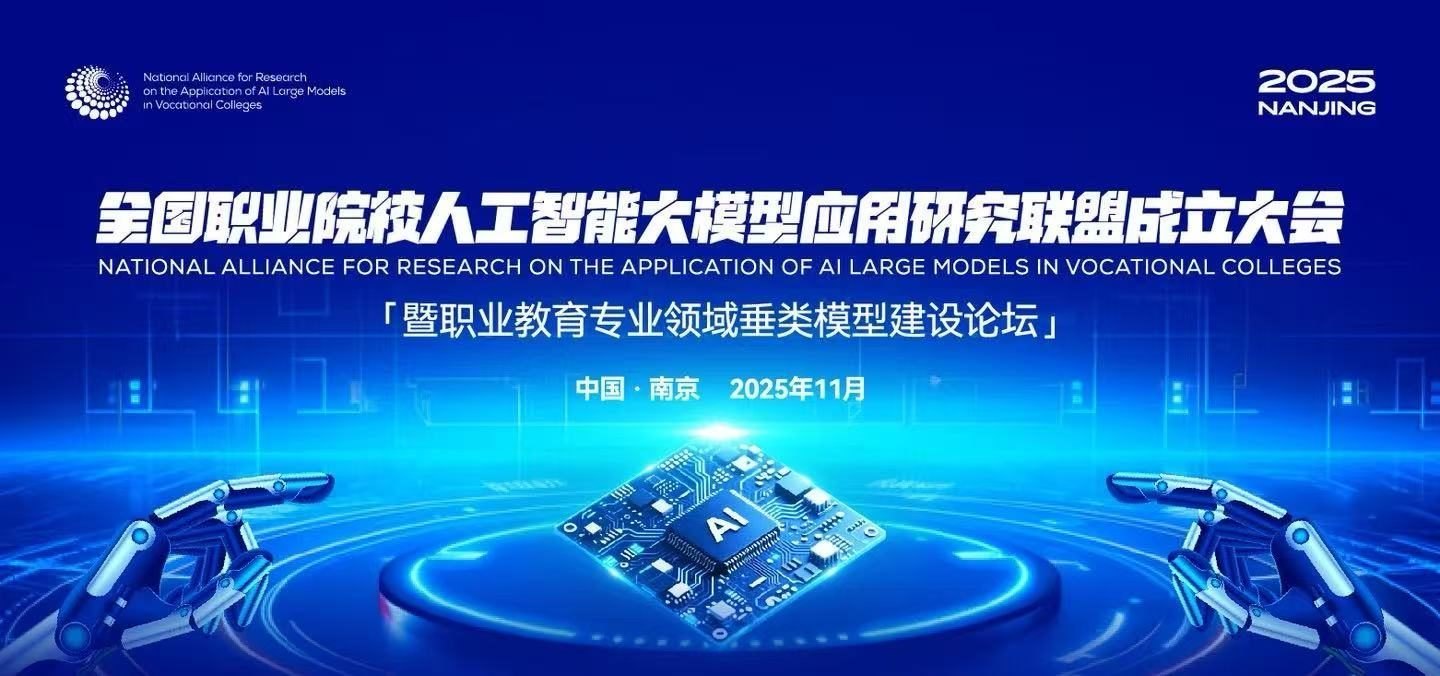 National Alliance for Research
on the Application of AI Large Models
in Vocational Colleges
2025
NANJING
全国职业院校人工智能大模型应用研究联盟成立大会
NATIONAL ALLIANCE FOR RESEARCH ON THE APPLICATION OF AI LARGE MODELS IN VOCATIONAL COLLEGES
「暨职业教育专业领域垂类模型建设论坛」
中国·南京 2025年11月
AI